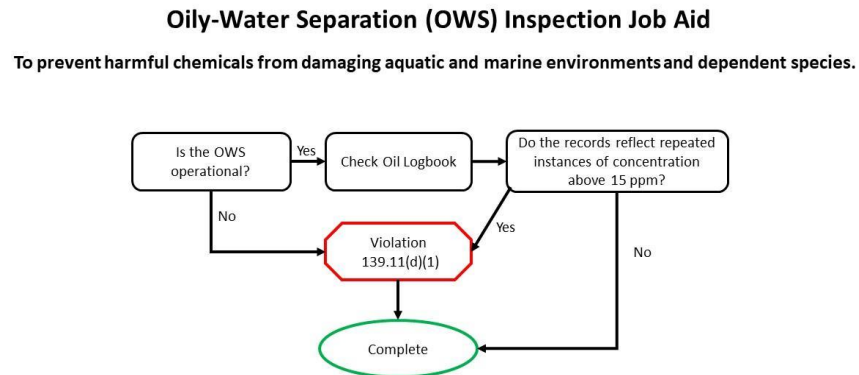 Oily-Water Separation (OWS) Inspection Job Aid
To prevent harmful chemicals from damaging aquatic and marine environments and dependent species.
Is the OWS
operational?
Yes
Check Oil Logbook
Do the records reflect repeated
instances of concentration
above 15 ppm?
No
Violation
139.11(d)(1)
Yes
No
Complete